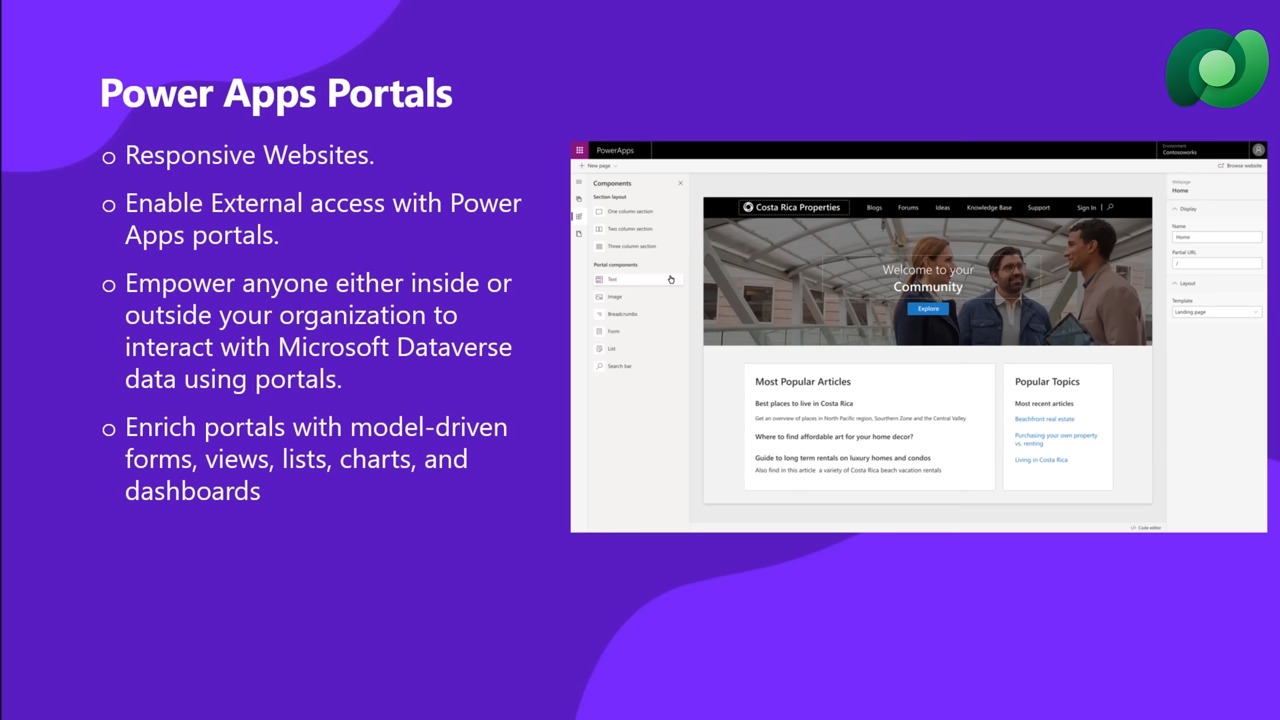 Power Apps Portals
o Responsive Websites.
o Enable External access with Power
Apps portals.
o Empower anyone either inside or
outside your organization to
interact with Microsoft Dataverse
data using portals.
o Enrich portals with model-driven
forms, views, lists, charts, and
dashboards
PowerApps
Environment
Contosoworks
+ New page
Browse website
Components
Section layout
One column section
Two column section
Three column section
Portal components
Text
Image
Breadcrumbs
Form
List
Search bar
Costa Rica Properties
Blogs Forums Ideas Knowledge Base Support Sign In |
Welcome to your
Community
Explore
Most Popular Articles
Best places to live in Costa Rica
Get an overview of places in North Pacific region, Sourthern Zone and the Central Valley
Where to find affordable art for your home decor?
Guide to long term rentals on luxury homes and condos
Also find in this article a variety of Costa Rica beach vacation rentals
Popular Topics
Most recent articles
Beachfront real estate
Purchasing your own property
vs. renting
Living in Costa Rica
Webpage
Home
Display
Name
Home
Partial URL
/
Layout
Template
Landing page
</> Code editor